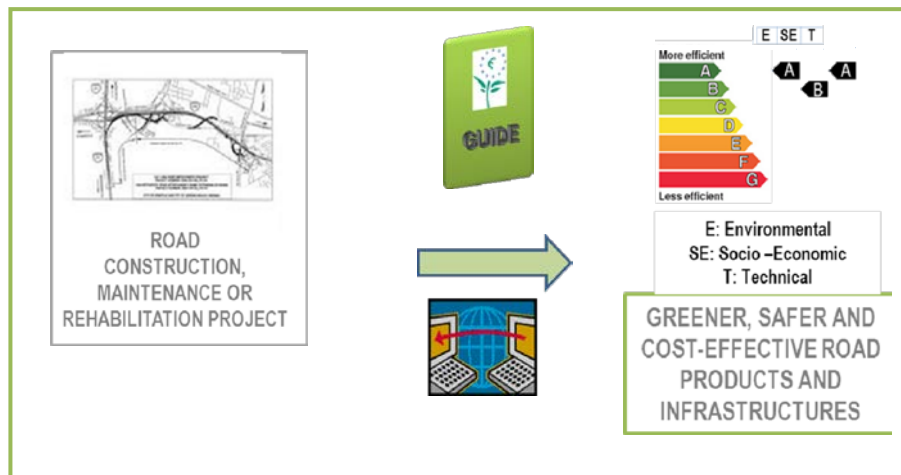 ROAD
CONSTRUCTION,
MAINTENANCE OR
REHABILITATION PROJECT
GUIDE
E SE T
More efficient
A
B
C
D
E
F
G
Less efficient
A A
B
E: Environmental
SE: Socio –Economic
T: Technical
GREENER, SAFER AND
COST-EFFECTIVE ROAD
PRODUCTS AND
INFRASTRUCTURES